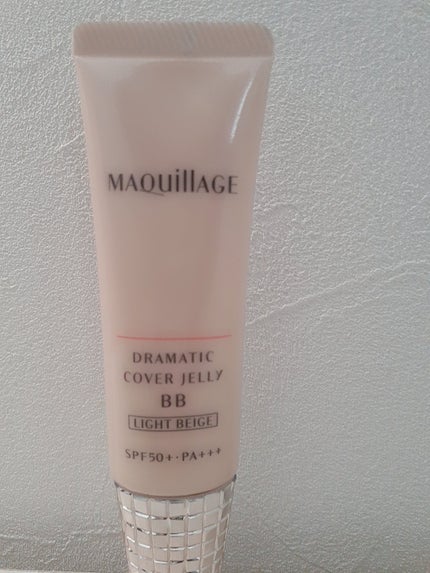 MAQuillAGE
DRAMATIC
COVER JELLY
BB
LIGHT BEIGE
SPF50+・PA+++